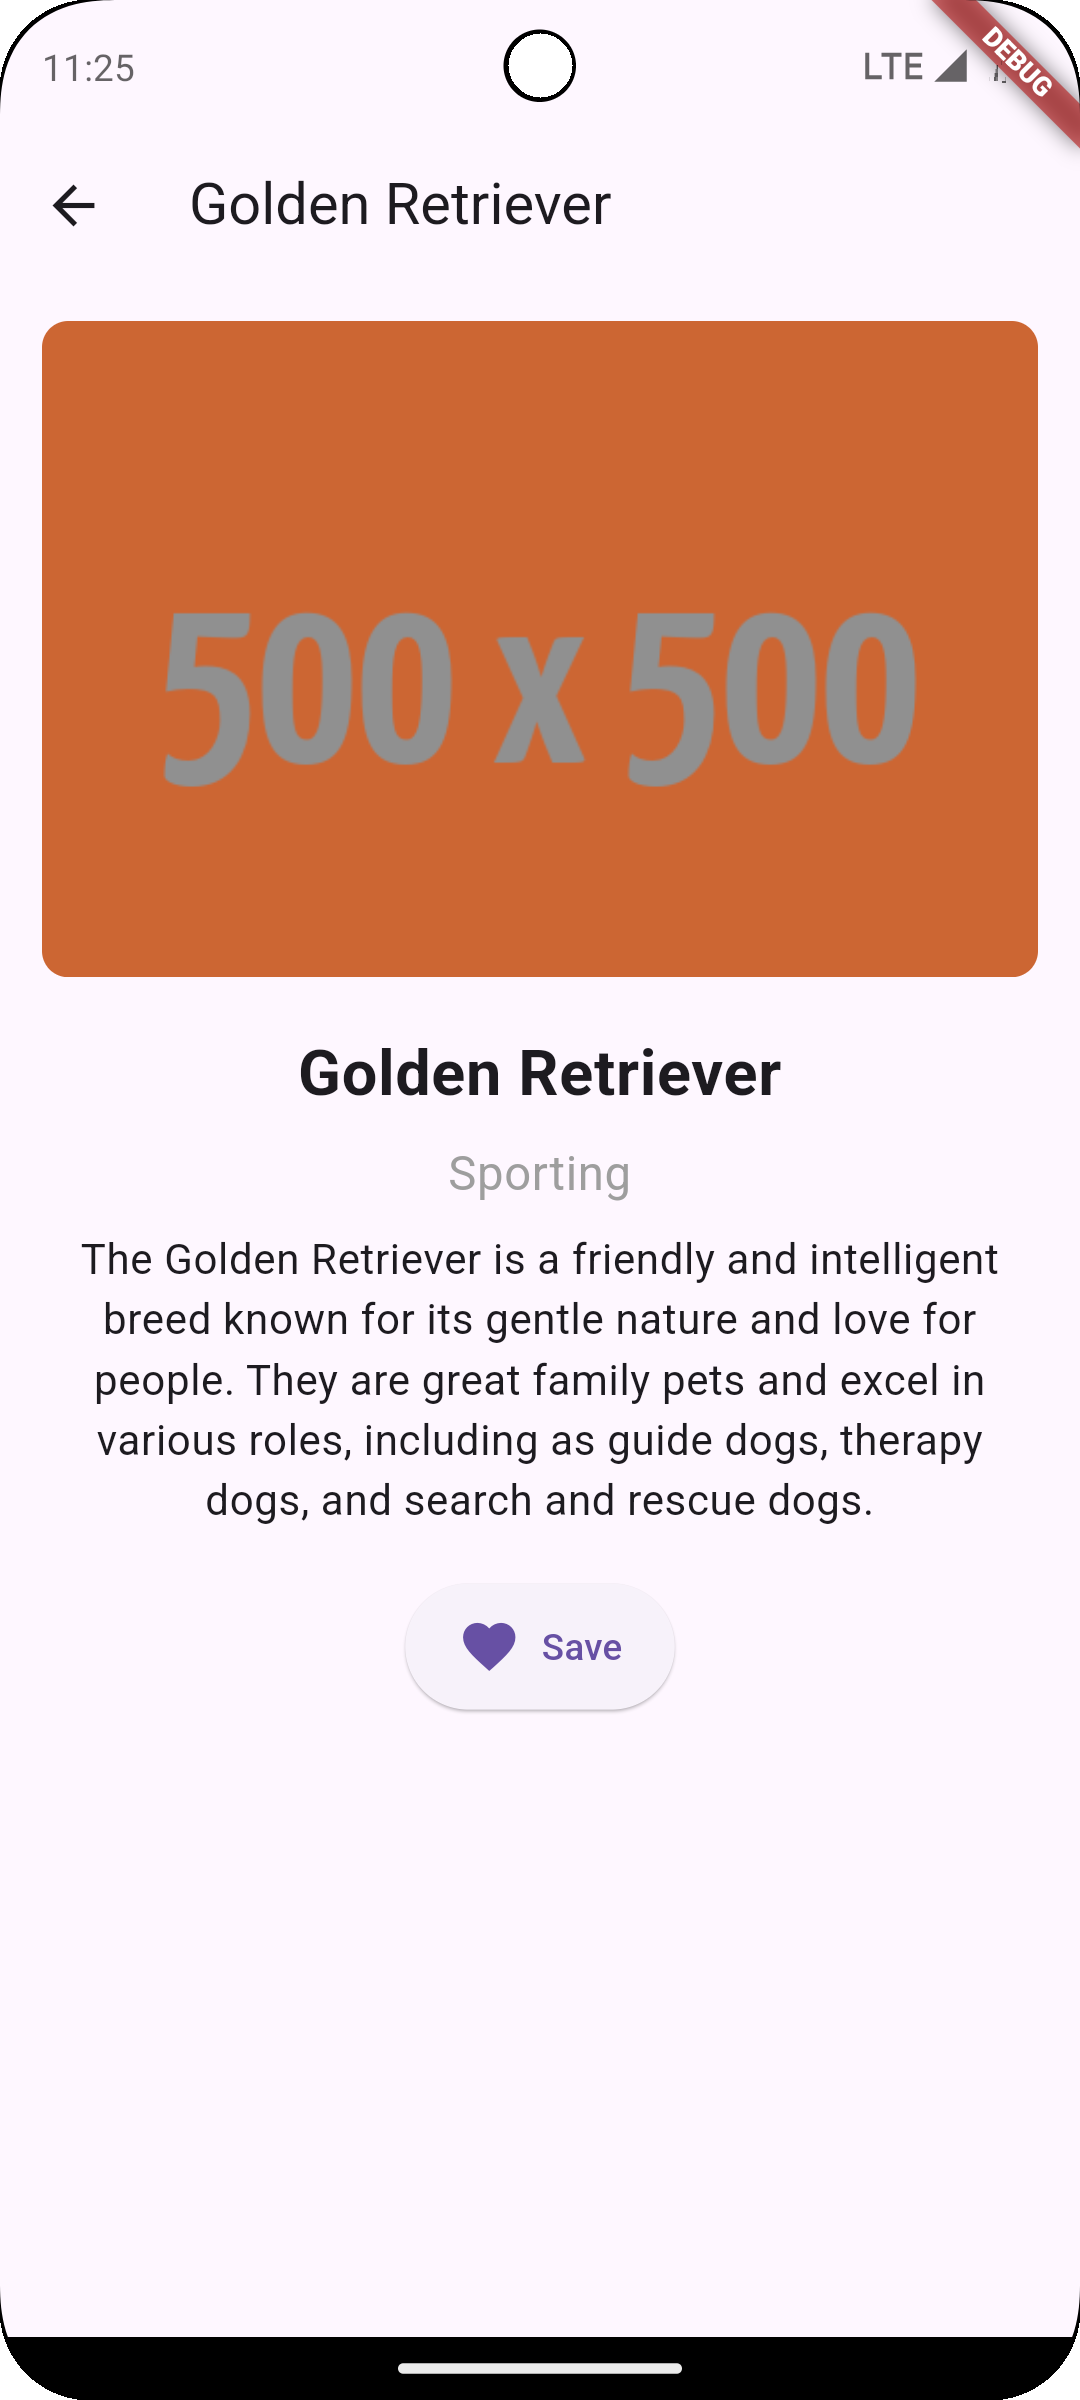 11:25
LTE
DEBUG
Golden Retriever
500 x 500
Golden Retriever
Sporting
The Golden Retriever is a friendly and intelligent
breed known for its gentle nature and love for
people. They are great family pets and excel in
various roles, including as guide dogs, therapy
dogs, and search and rescue dogs.
Save